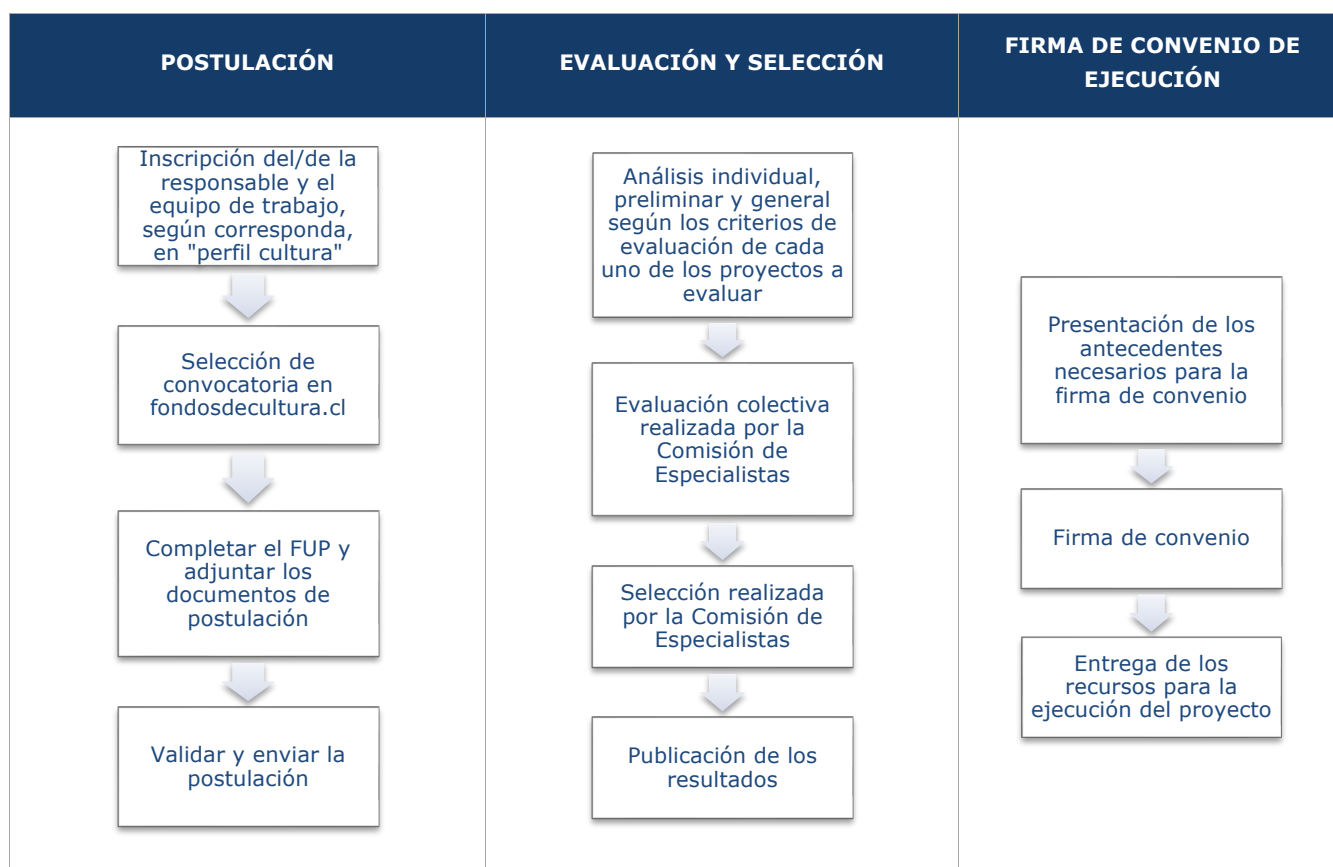 POSTULACIÓN
Inscripción del/de la
responsable y el
equipo de trabajo,
según corresponda,
en "perfil cultura"
Selección de
convocatoria en
fondosdecultura.cl
Completar el FUP y
adjuntar los
documentos de
postulación
Validar y enviar la
postulación
EVALUACIÓN Y SELECCIÓN
Análisis individual,
preliminar y general
según los criterios de
evaluación de cada
uno de los proyectos a
evaluar
Evaluación colectiva
realizada por la
Comisión de
Especialistas
Selección realizada
por la Comisión de
Especialistas
Publicación de los
resultados
FIRMA DE CONVENIO DE
EJECUCIÓN
Presentación de los
antecedentes
necesarios para la
firma de convenio
Firma de convenio
Entrega de los
recursos para la
ejecución del proyecto